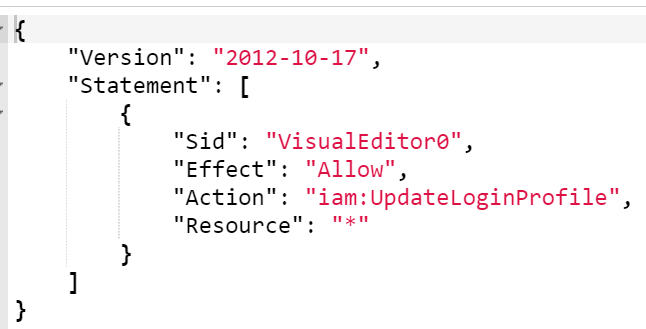 {
"Version": "2012-10-17",
"Statement": [
{
"Sid": "VisualEditor0",
"Effect": "Allow",
"Action": "iam:UpdateLoginProfile",
"Resource": "*"
}
]
}